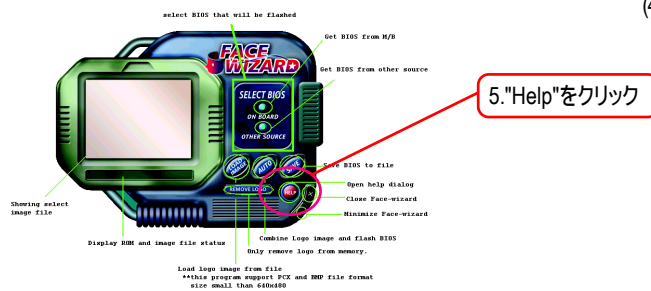 (4
select BIOS that will be flashed
Get BIOS from M/B
FACE
WIZARD
Get BIOS from other source
SELECT BIOS
5."Help"をクリック
ON BOARD
OTHER SOURCE
LOAD IMAGE
AUTO
SAVE
Save BIOS to file
Open help dialog
REMOVE LOGO
HELP
X
Close Face-wizard
Showing select
image file
Minimize Face-wizard
Display ROM and image file status
Combine Logo image and flash BIOS
Only remove logo from memory.
Load logo image from file
**this program support PCX and BMP file format
size small than 640x480